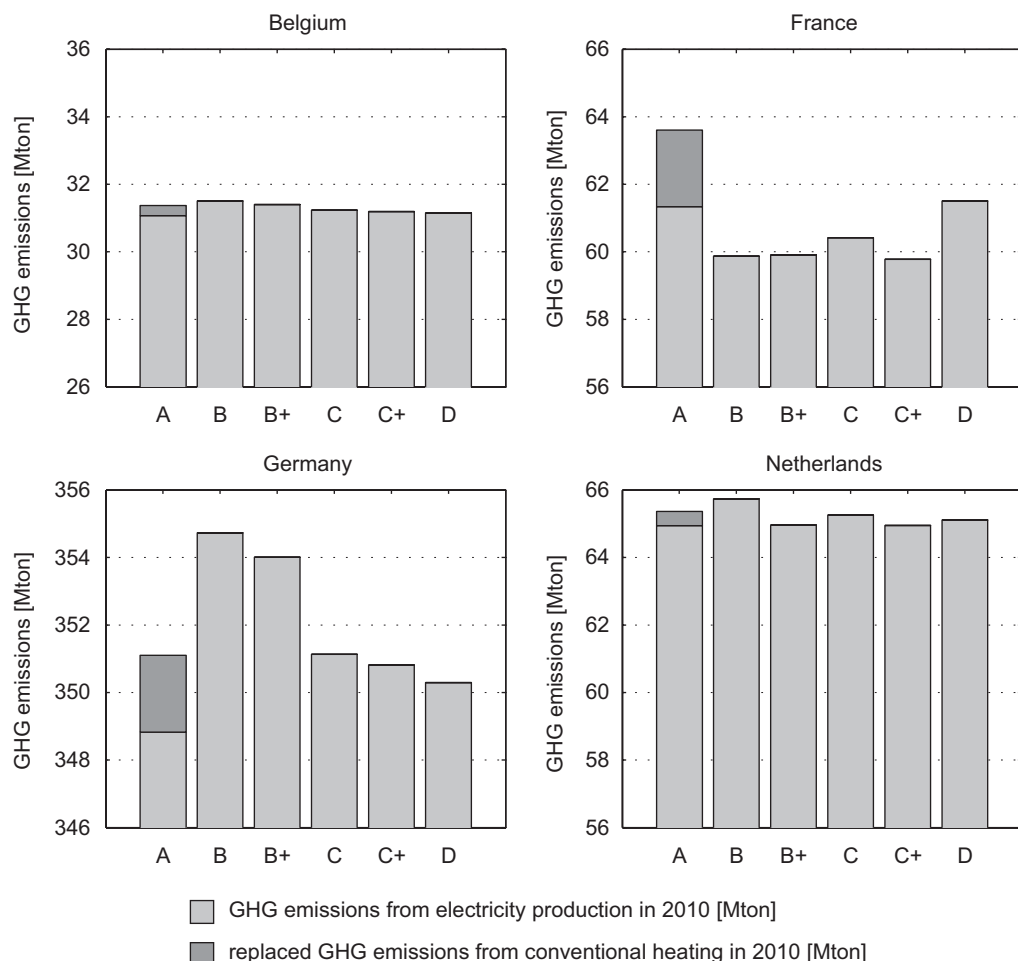 Belgium
GHG emissions [Mton]
36
34
32
30
28
26
A B B+ C C+ D
France
GHG emissions [Mton]
66
64
62
60
58
56
A B B+ C C+ D
Germany
GHG emissions [Mton]
356
354
352
350
348
346
A B B+ C C+ D
Netherlands
GHG emissions [Mton]
66
64
62
60
58
56
A B B+ C C+ D
GHG emissions from electricity production in 2010 [Mton]
replaced GHG emissions from conventional heating in 2010 [Mton]